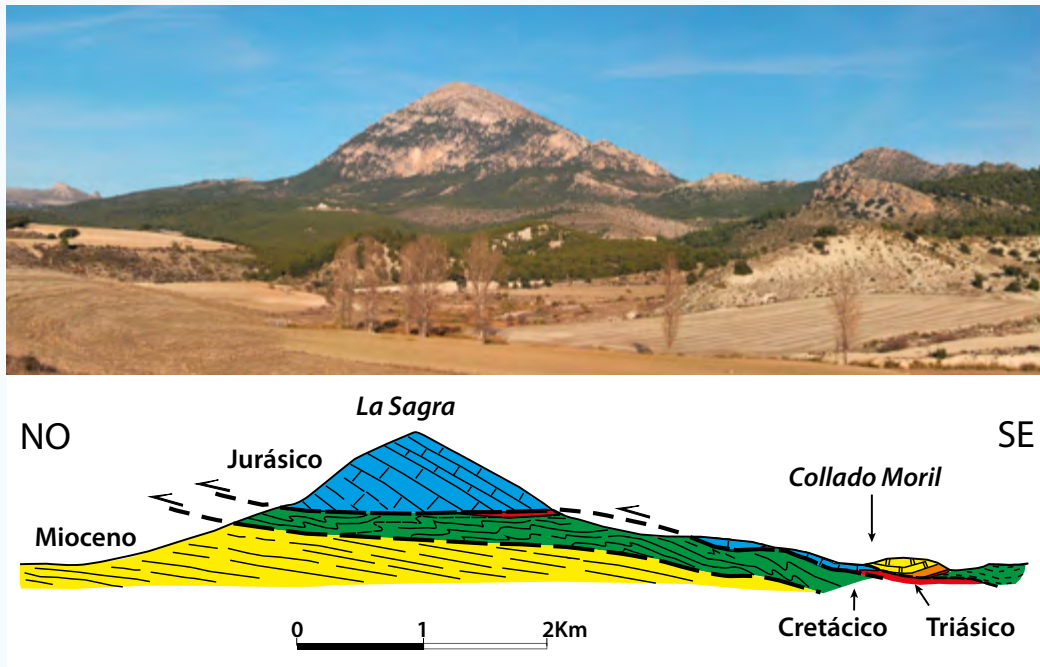 La Sagra
NO
SE
Jurásico
Collado Moril
Mioceno
0 1 2Km
Cretácico Triásico